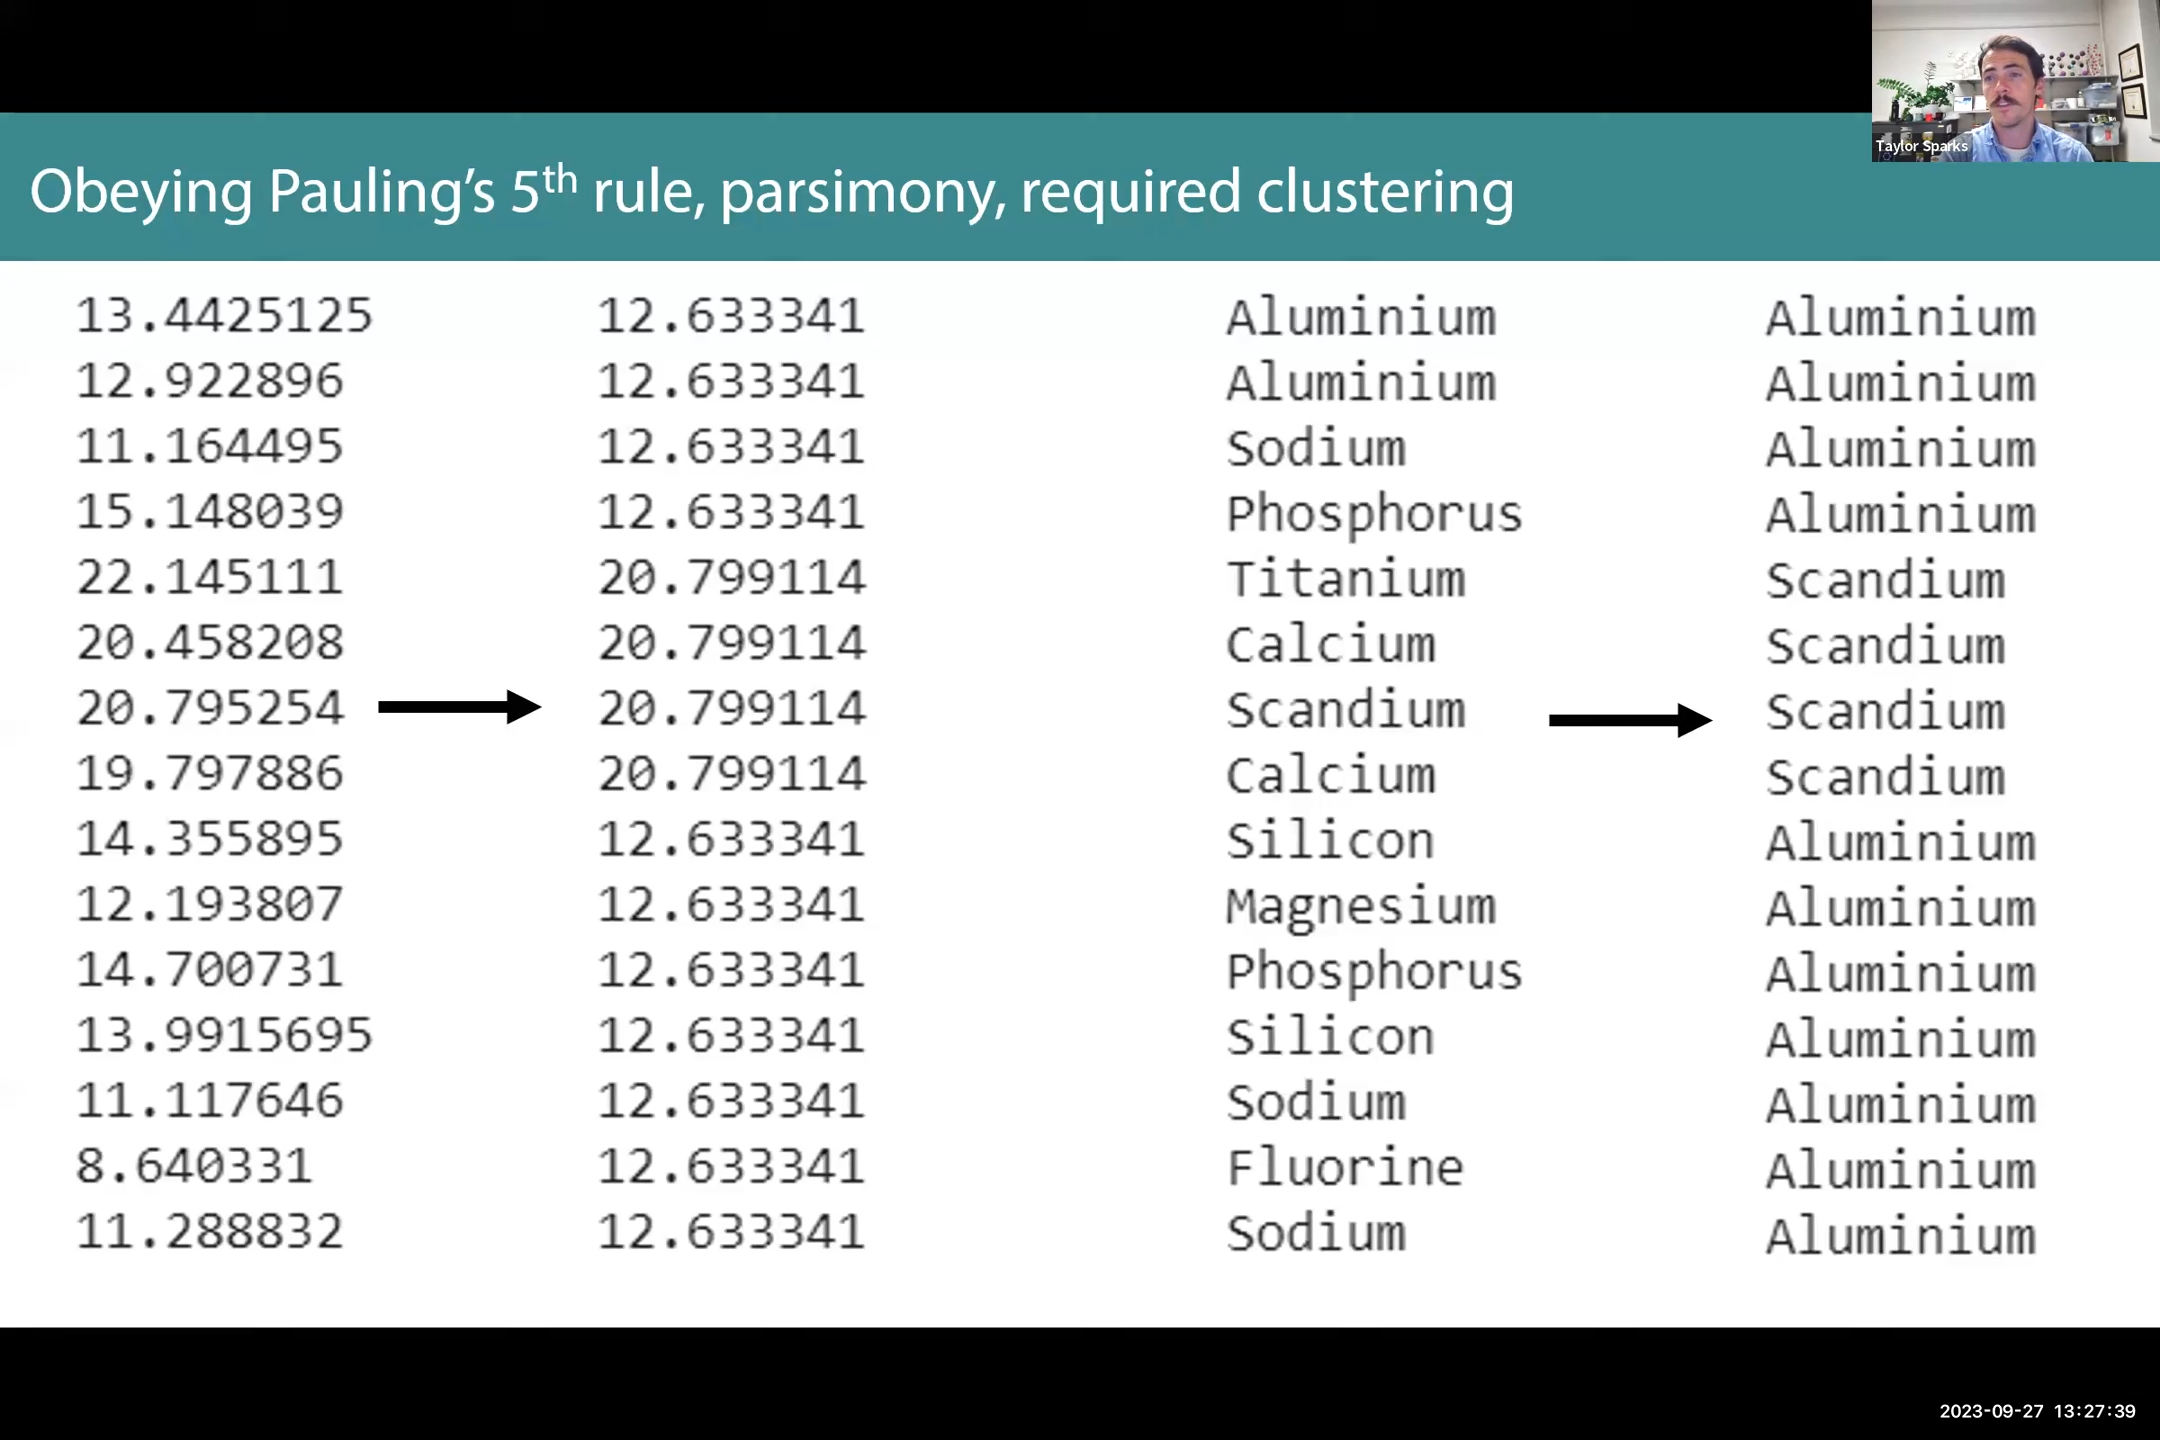 Taylor Sparks
Obeying Pauling’s 5th rule, parsimony, required clustering
13.4425125 12.633341 Aluminium Aluminium
12.922896 12.633341 Aluminium Aluminium
11.164495 12.633341 Sodium Aluminium
15.148039 12.633341 Phosphorus Aluminium
22.145111 20.799114 Titanium Scandium
20.458208 20.799114 Calcium Scandium
20.795254 20.799114 Scandium Scandium
19.797886 20.799114 Calcium Scandium
14.355895 12.633341 Silicon Aluminium
12.193807 12.633341 Magnesium Aluminium
14.700731 12.633341 Phosphorus Aluminium
13.9915695 12.633341 Silicon Aluminium
11.117646 12.633341 Sodium Aluminium
8.640331 12.633341 Fluorine Aluminium
11.288832 12.633341 Sodium Aluminium
2023-09-27 13:27:39